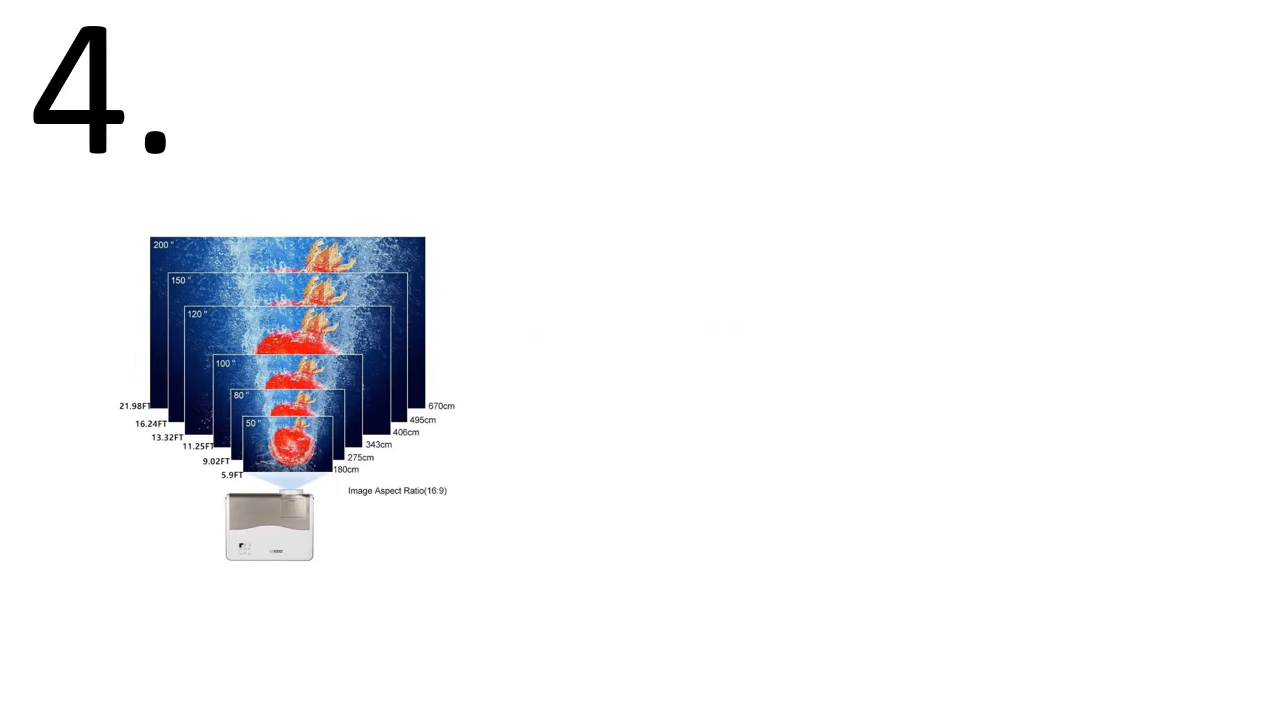 4.
200 "
150 "
120 "
100 "
80 "
50 "
21.98FT
670cm
16.24FT
495cm
13.32FT
406cm
11.25FT
343cm
9.02FT
275cm
5.9FT
180cm
Image Aspect Ratio(16:9)